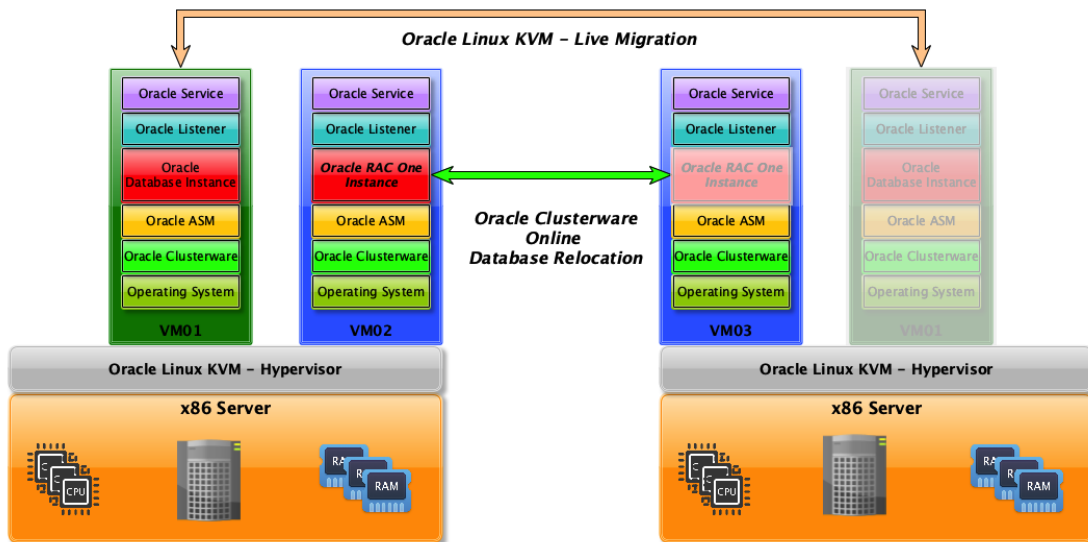 Oracle Linux KVM – Live Migration
Oracle Service
Oracle Listener
Oracle
Database Instance
Oracle ASM
Oracle Clusterware
Operating System
VM01
Oracle Service
Oracle Listener
Oracle RAC One
Instance
Oracle ASM
Oracle Clusterware
Operating System
VM02
Oracle Clusterware
Online
Database Relocation
Oracle Service
Oracle Listener
Oracle RAC One
Instance
Oracle ASM
Oracle Clusterware
Operating System
VM03
Oracle Service
Oracle Listener
Oracle
Database Instance
Oracle ASM
Oracle Clusterware
Operating System
VM01
Oracle Linux KVM – Hypervisor
x86 Server
CPU
RAM
Oracle Linux KVM – Hypervisor
x86 Server
CPU
RAM